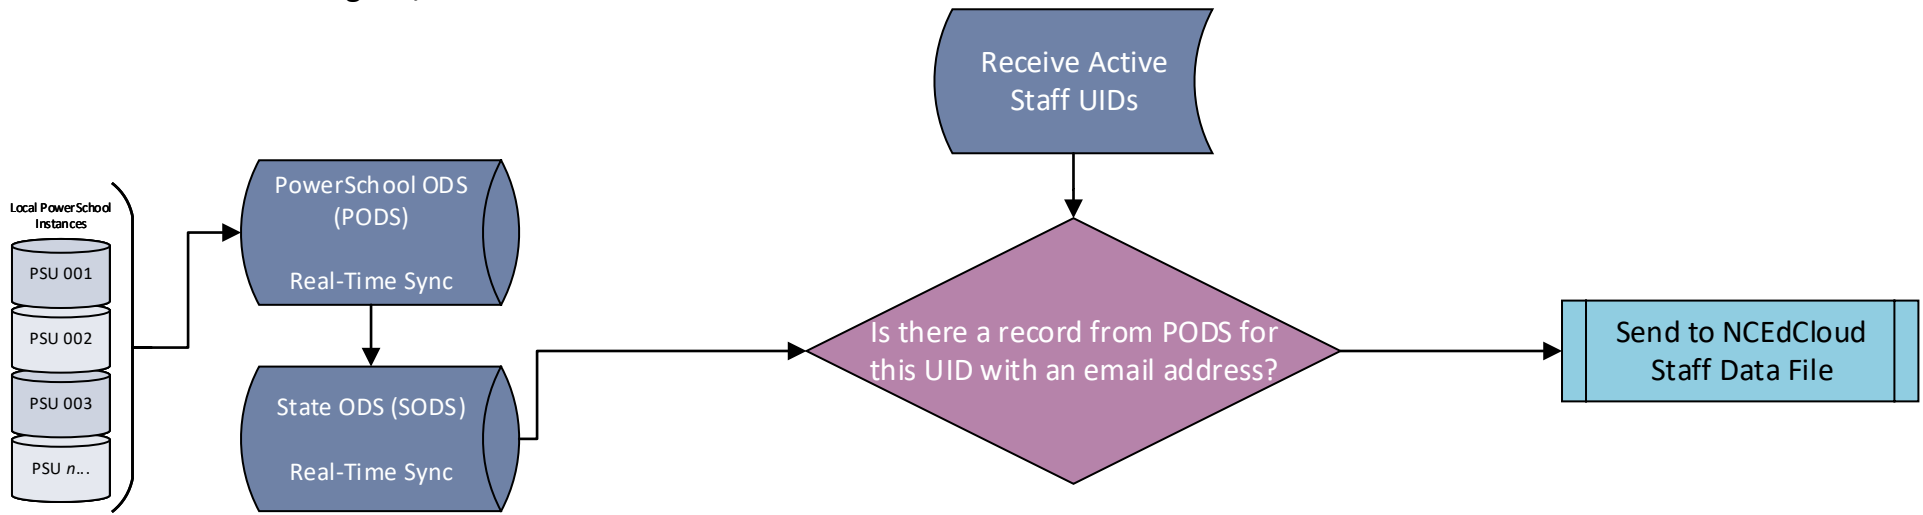 Receive Active
Staff UIDs
PowerSchool ODS
(PODS)
Real-Time Sync
Local PowerSchool
Instances
PSU 001
PSU 002
PSU 003
PSU n...
State ODS (SODS)
Real-Time Sync
Is there a record from PODS for
this UID with an email address?
Send to NCEdCloud
Staff Data File